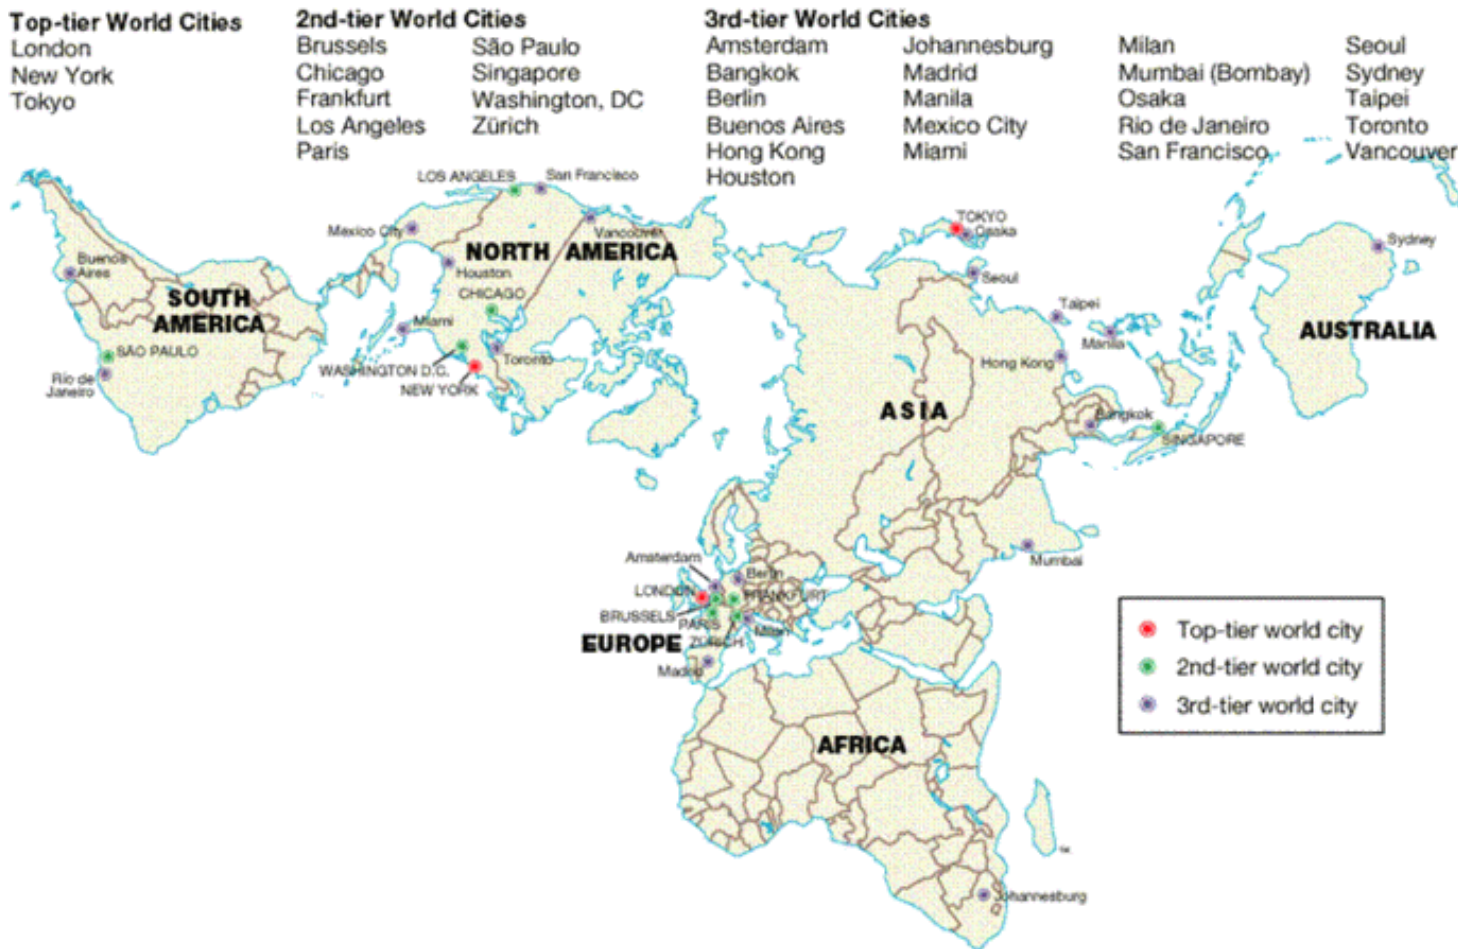 Top-tier World Cities
London
New York
Tokyo
2nd-tier World Cities
Brussels
Chicago
Frankfurt
Los Angeles
Paris
São Paulo
Singapore
Washington, DC
Zürich
3rd-tier World Cities
Amsterdam
Bangkok
Berlin
Buenos Aires
Hong Kong
Houston
Johannesburg
Madrid
Manila
Mexico City
Miami
Milan
Mumbai (Bombay)
Osaka
Rio de Janeiro
San Francisco
Seoul
Sydney
Taipei
Toronto
Vancouver
LOS ANGELES
San Francisco
Mexico City
Vancouver
NORTH AMERICA
Houston
CHICAGO
Miami
Toronto
WASHINGTON D.C.
NEW YORK
Buenos
Aires
SOUTH
AMERICA
SÃO PAULO
Rio de
Janeiro
TOKYO
Osaka
Seoul
Taipei
Manila
Hong Kong
ASIA
Bangkok
SINGAPORE
Mumbai
Sydney
AUSTRALIA
Amsterdam
Berlin
LONDON
FRANKFURT
BRUSSELS
PARIS
Milan
EUROPE
ZÜRICH
Madrid
AFRICA
Johannesburg
Top-tier world city
2nd-tier world city
3rd-tier world city